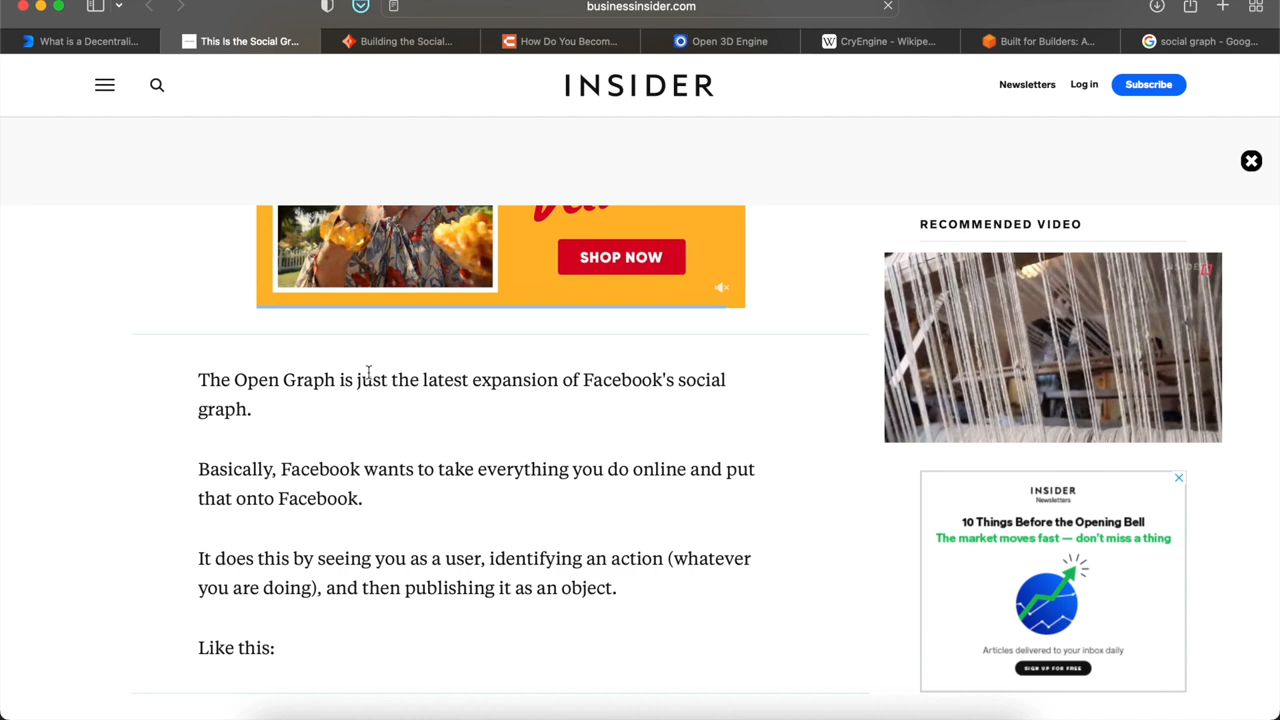 businessinsider.com
What is a Decentrali...
This Is the Social Gr...
Building the Social...
How Do You Becom...
Open 3D Engine
CryEngine - Wikipe...
Built for Builders: A...
social graph - Goog...
INSIDER
Newsletters
Log in
Subscribe
SHOP NOW
RECOMMENDED VIDEO
The Open Graph is just the latest expansion of Facebook's social
graph.
Basically, Facebook wants to take everything you do online and put
that onto Facebook.
It does this by seeing you as a user, identifying an action (whatever
you are doing), and then publishing it as an object.
Like this:
INSIDER
Newsletters
10 Things Before the Opening Bell
The market moves fast — don't miss a thing
Articles delivered to your inbox daily
SIGN UP FOR FREE